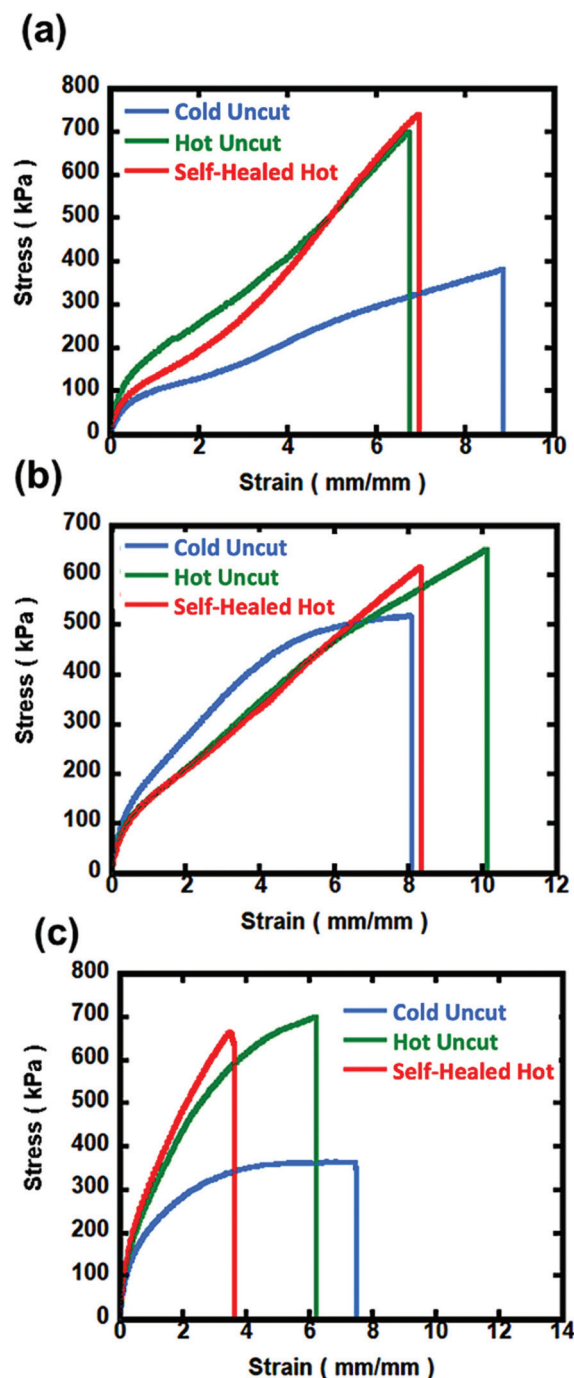 (a)
800
700
600
500
400
300
200
100
0
Stress ( kPa)
Cold Uncut
Hot Uncut
Self-Healed Hot
0 2 4 6 8 10
Strain ( mm/mm)
(b)
700
600
500
400
300
200
100
0
Stress ( kPa)
Cold Uncut
Hot Uncut
Self-Healed Hot
0 2 4 6 8 10 12
Strain ( mm/mm)
(c)
800
700
600
500
400
300
200
100
0
Stress ( kPa)
Cold Uncut
Hot Uncut
Self-Healed Hot
0 2 4 6 8 10 12 14
Strain ( mm/mm)